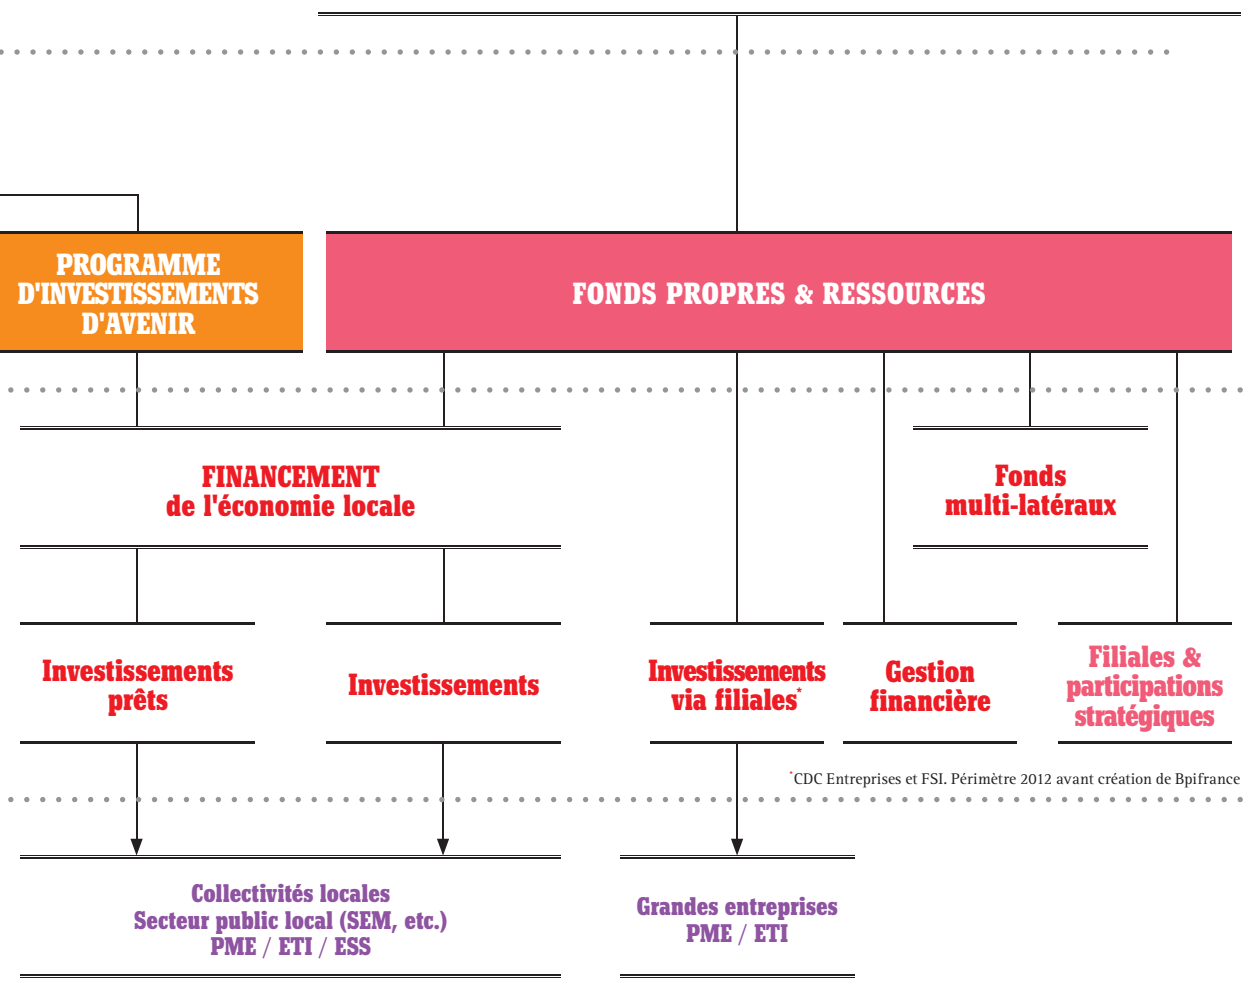 PROGRAMME
D'INVESTISSEMENTS
D'AVENIR
FONDS PROPRES & RESSOURCES
FINANCEMENT
de l'économie locale
Fonds
multi-latéraux
Investissements
prêts
Investissements
Investissements
via filiales*
Gestion
financière
Filiales &
participations
stratégiques
*CDC Entreprises et FSI. Périmètre 2012 avant création de Bpifrance
Collectivités locales
Secteur public local (SEM, etc.)
PME / ETI / ESS
Grandes entreprises
PME / ETI